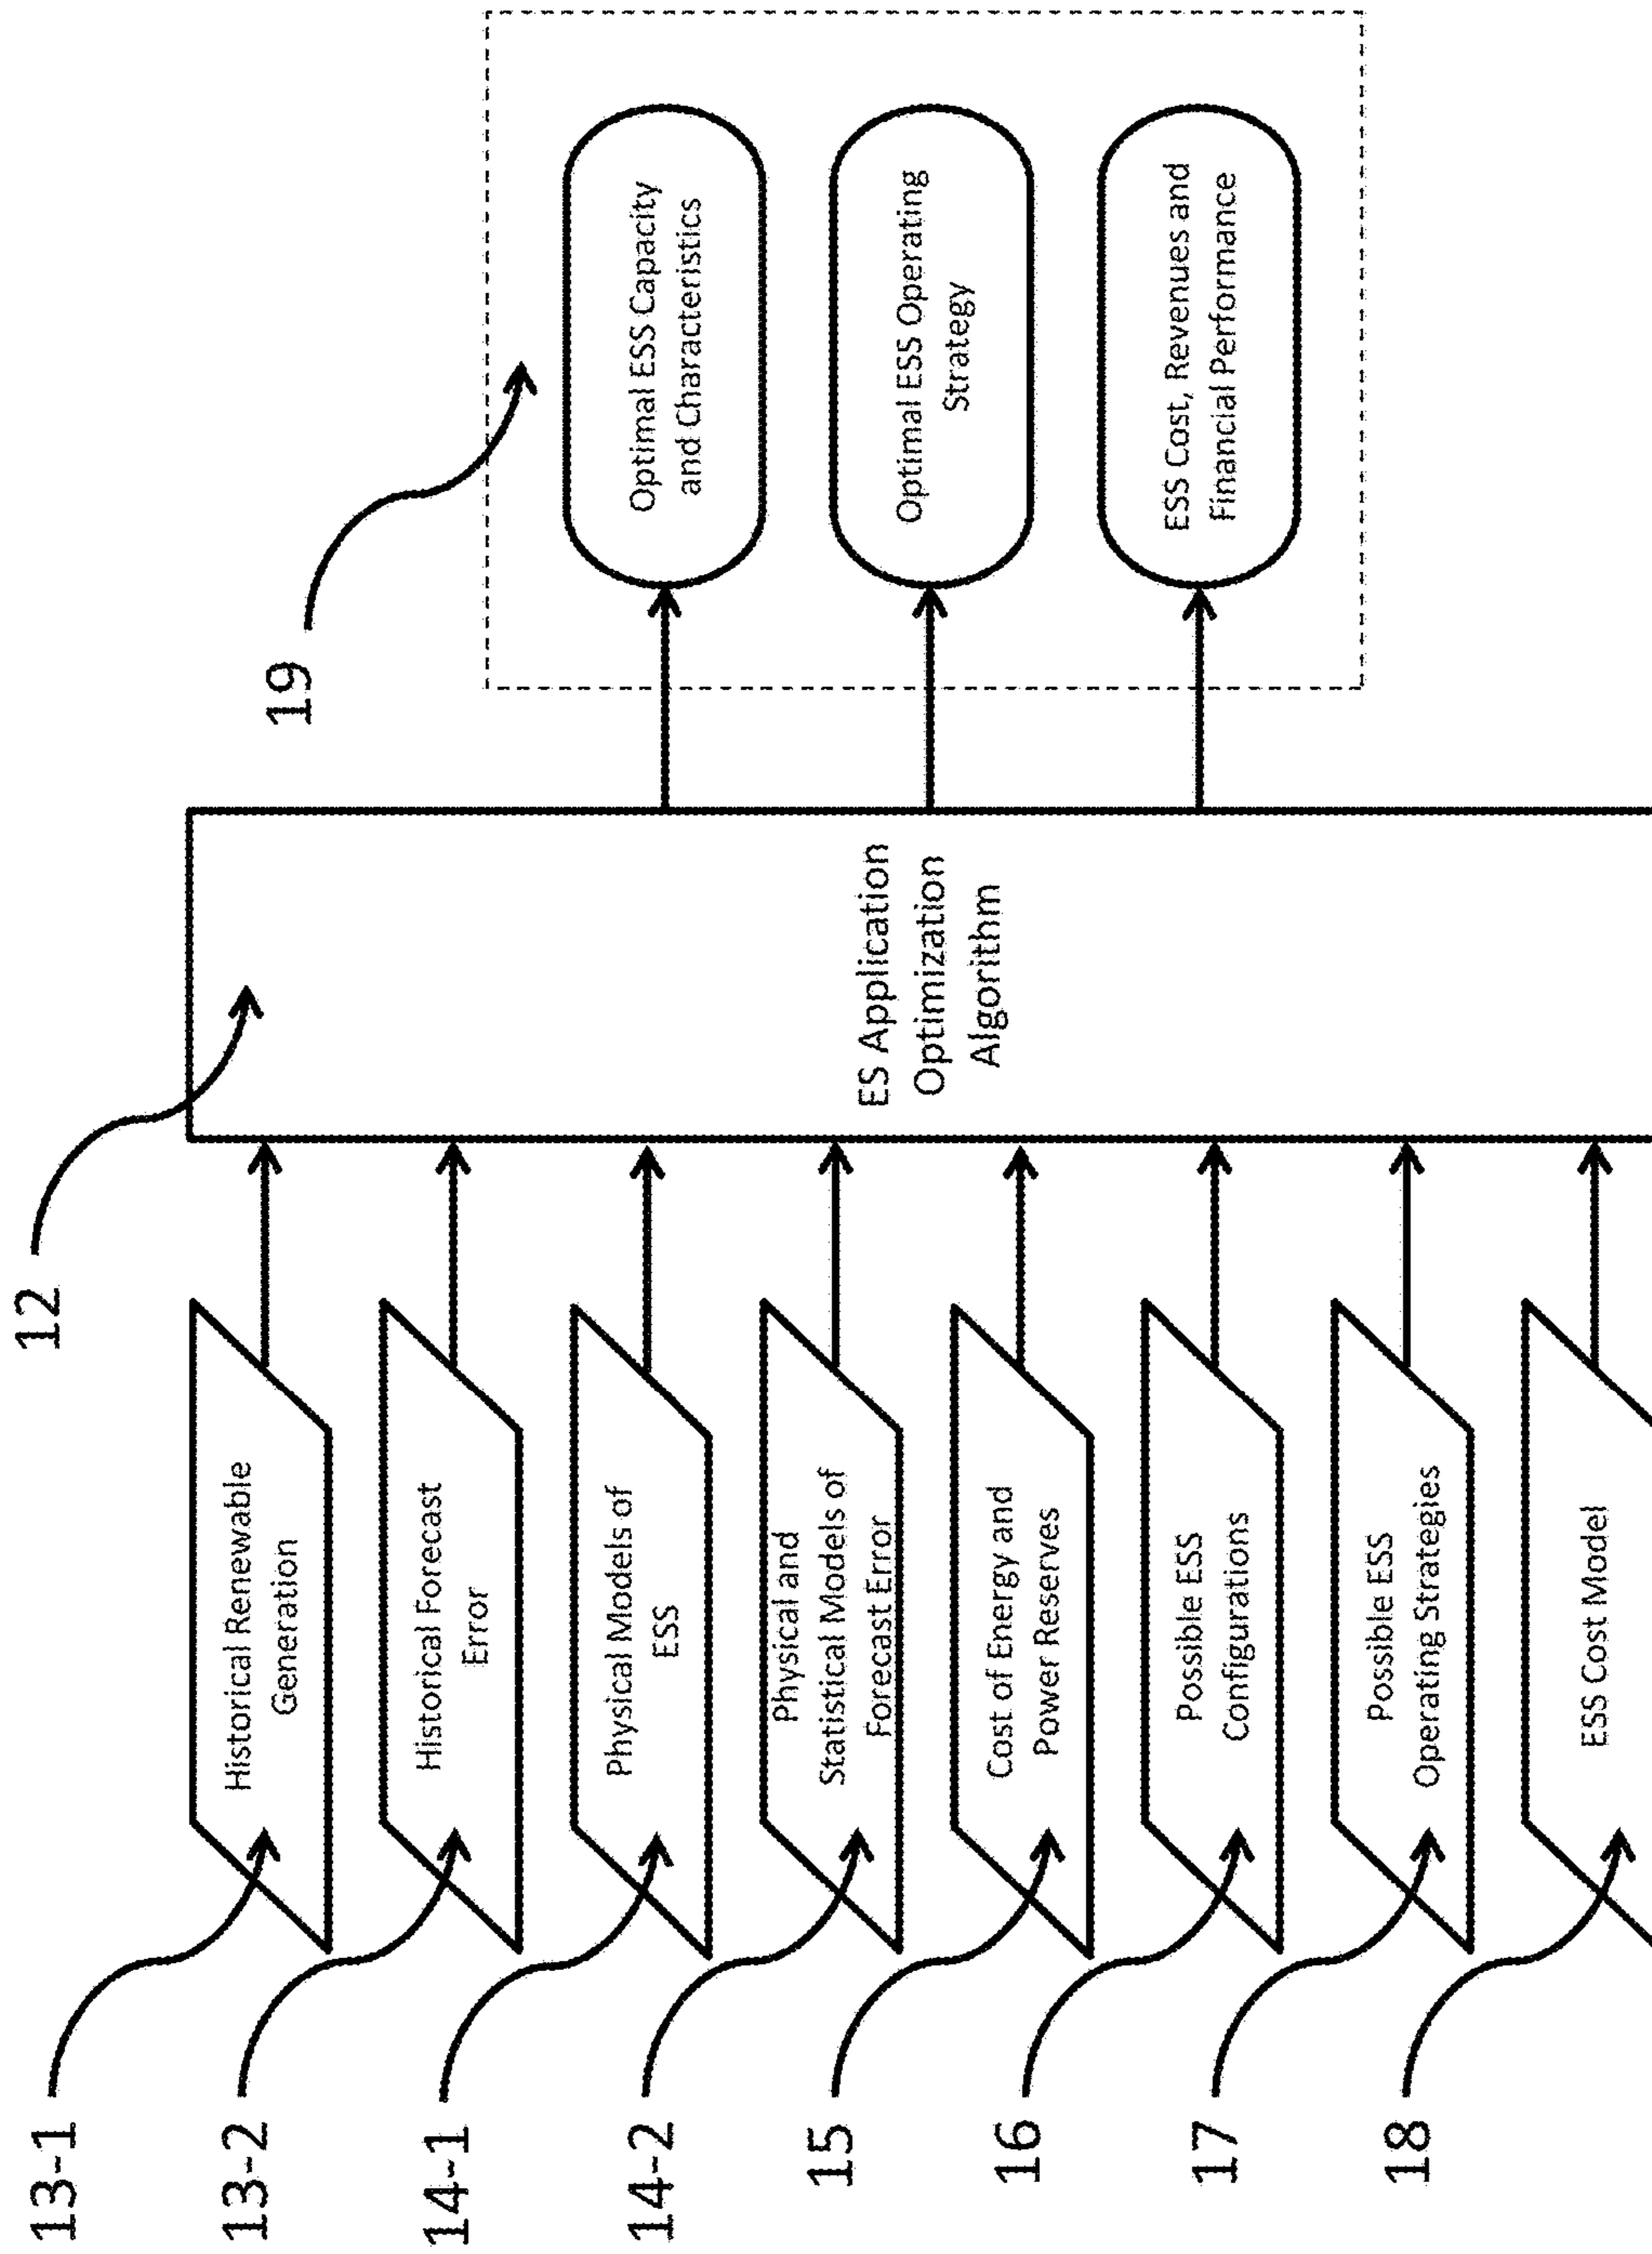 13-1
Historical Renewable
Generation
13-2
Historical Forecast
Error
14-1
Physical Models of
ESS
14-2
Physical and
Statistical Models of
Forecast Error
15
Cost of Energy and
Power Reserves
16
Possible ESS
Configurations
17
Possible ESS
Operating Strategies
18
ESS Cost Model
12
ES Application
Optimization
Algorithm
19
Optimal ESS Capacity
and Characteristics
Optimal ESS Operating
Strategy
ESS Cost, Revenues and
Financial Performance